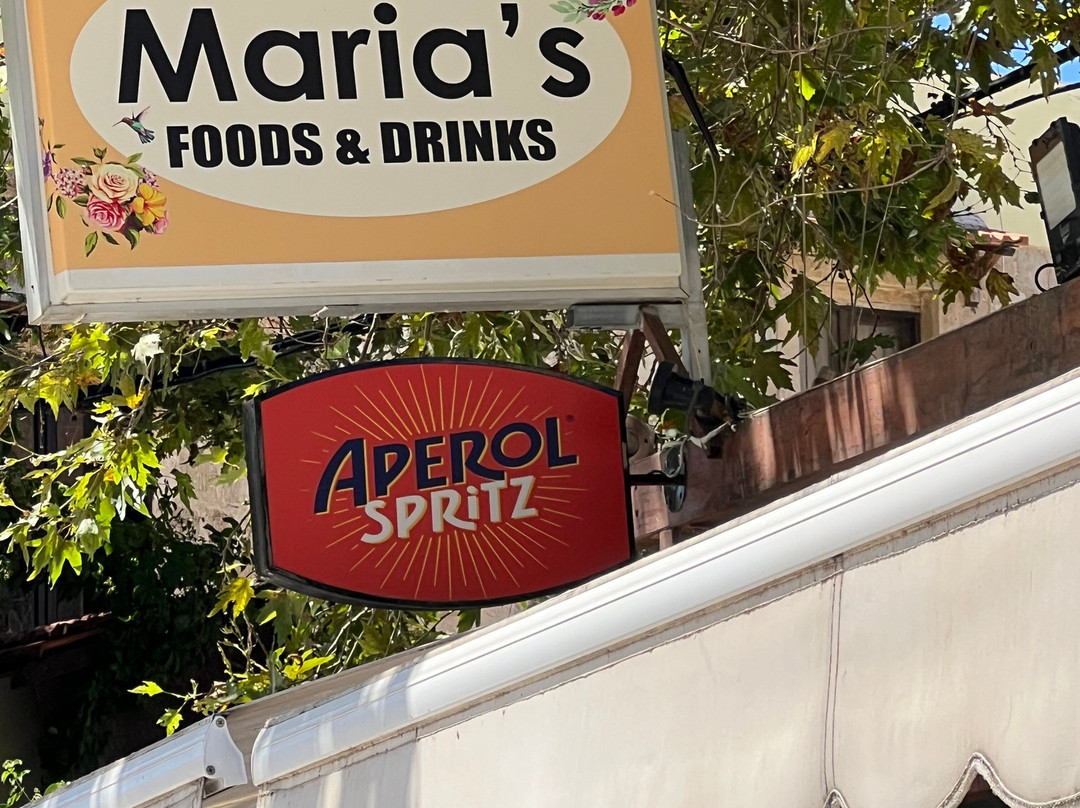 Maria's
FOODS & DRINKS
APEROL
SPRiTZ